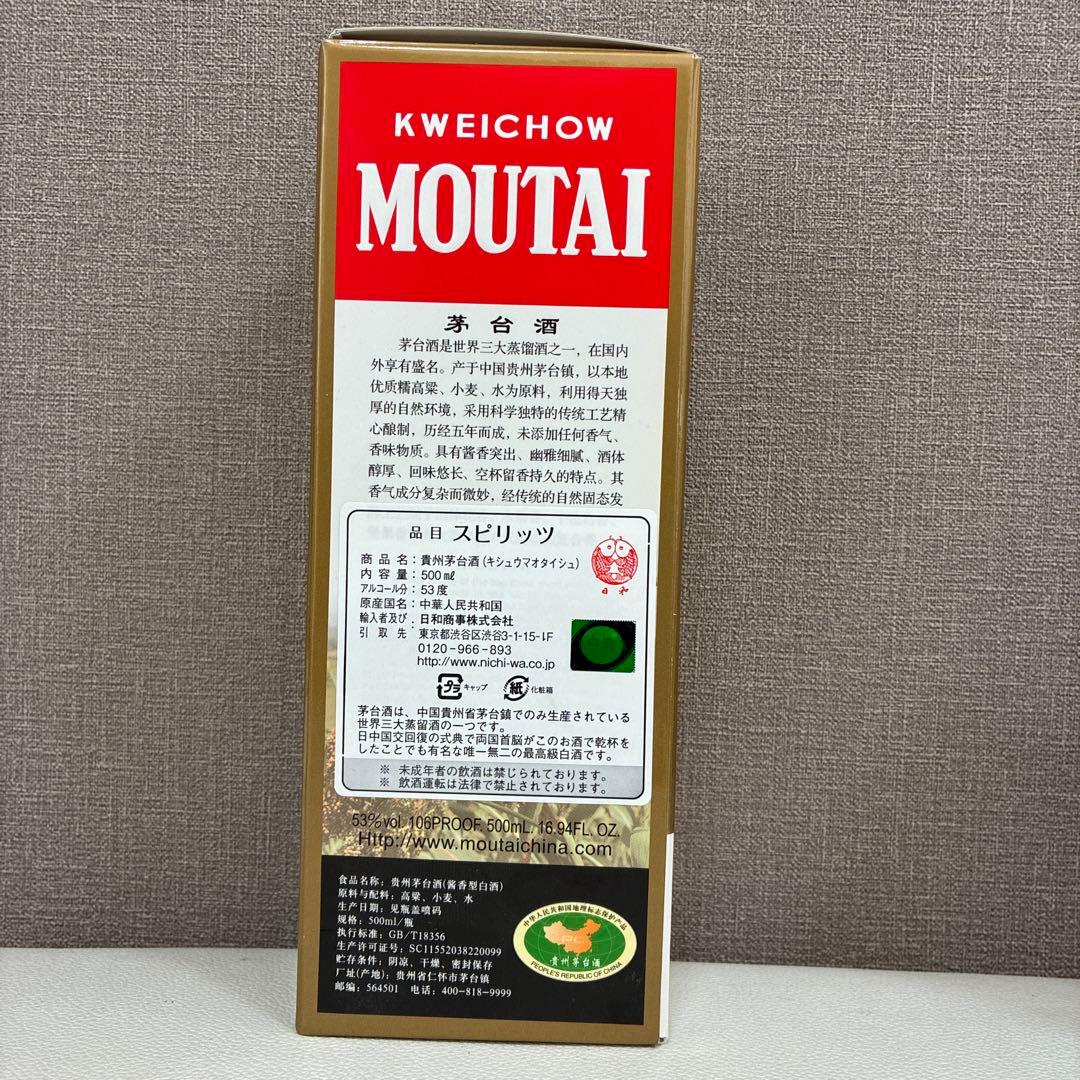 KWEICHOW
MOUTAI
茅台酒
茅台酒是世界三大蒸馏酒之一，在国内
外享有盛名。产于中国贵州茅台镇，以本地
优质糯高粱、小麦、水为原料，利用得天独
厚的自然环境，采用科学独特的传统工艺精
心酿制，历经五年而成，未添加任何香气、
香味物质。具有酱香突出、幽雅细腻、酒体
醇厚、回味悠长、空杯留香持久的特点。其
香气成分复杂而微妙，经传统的自然固态发
品目 スピリッツ
商品名：貴州茅台酒(キシュウマオタイシュ)
内容量：500㎖
アルコール分：53度
原産国名：中華人民共和国
輸入者及び引取先：日和商事株式会社
東京都渋谷区渋谷3-1-15-1F
0120-966-893
http://www.nichi-wa.co.jp
日和
プラ キャップ 紙 化粧箱
茅台酒は、中国貴州省茅台鎮でのみ生産されている
世界三大蒸留酒の一つです。
日中国交回復の式典で両国首脳がこのお酒で乾杯を
したことでも有名な唯一無二の最高級白酒です。
※ 未成年者の飲酒は禁じられております。
※ 飲酒運転は法律で禁止されております。
53%vol. 106PROOF. 500mL. 16.94FL. OZ.
Http://www.moutaichina.com
食品名称：贵州茅台酒(酱香型白酒)
原料与配料：高粱、小麦、水
生产日期：见瓶盖喷码
规格：500ml/瓶
执行标准：GB/T18356
生产许可证号：SC11552038220099
贮存条件：阴凉、干燥、密封保存
厂址(产地)：贵州省仁怀市茅台镇
邮编：564501 电话：400-818-9999
中华人民共和国地理标志保护产品
贵州茅台酒
PEOPLE'S REPUBLIC OF CHINA